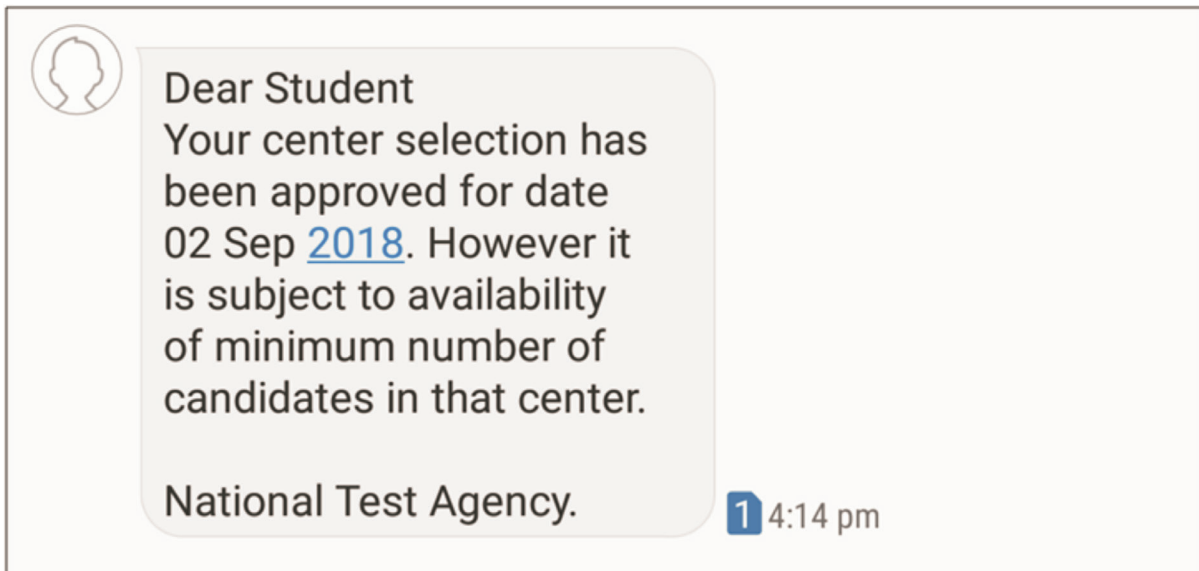 Dear Student
Your center selection has
been approved for date
02 Sep 2018. However it
is subject to availability
of minimum number of
candidates in that center.
National Test Agency.
1 4:14 pm